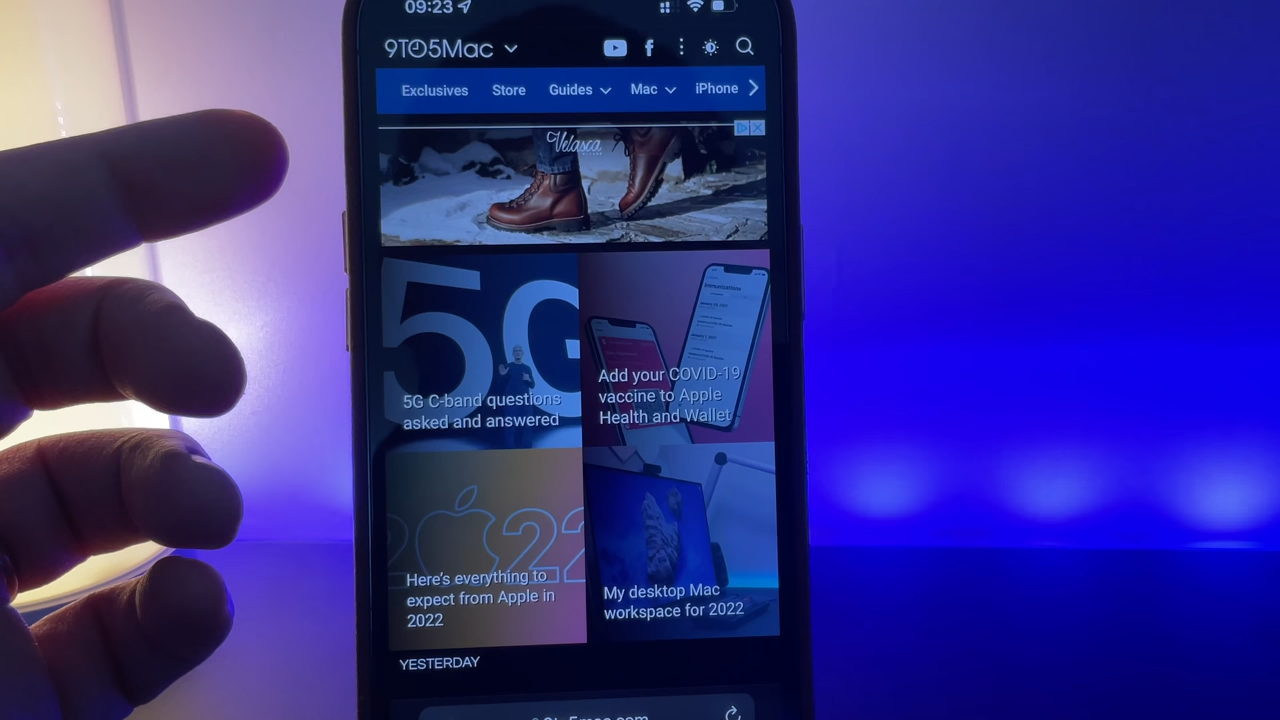 09:23
9TO5Mac
Exclusives Store Guides Mac iPhone
Velasca
5G
5G C-band questions
asked and answered
Add your COVID-19
vaccine to Apple
Health and Wallet
2022
Here's everything to
expect from Apple in
2022
My desktop Mac
workspace for 2022
YESTERDAY